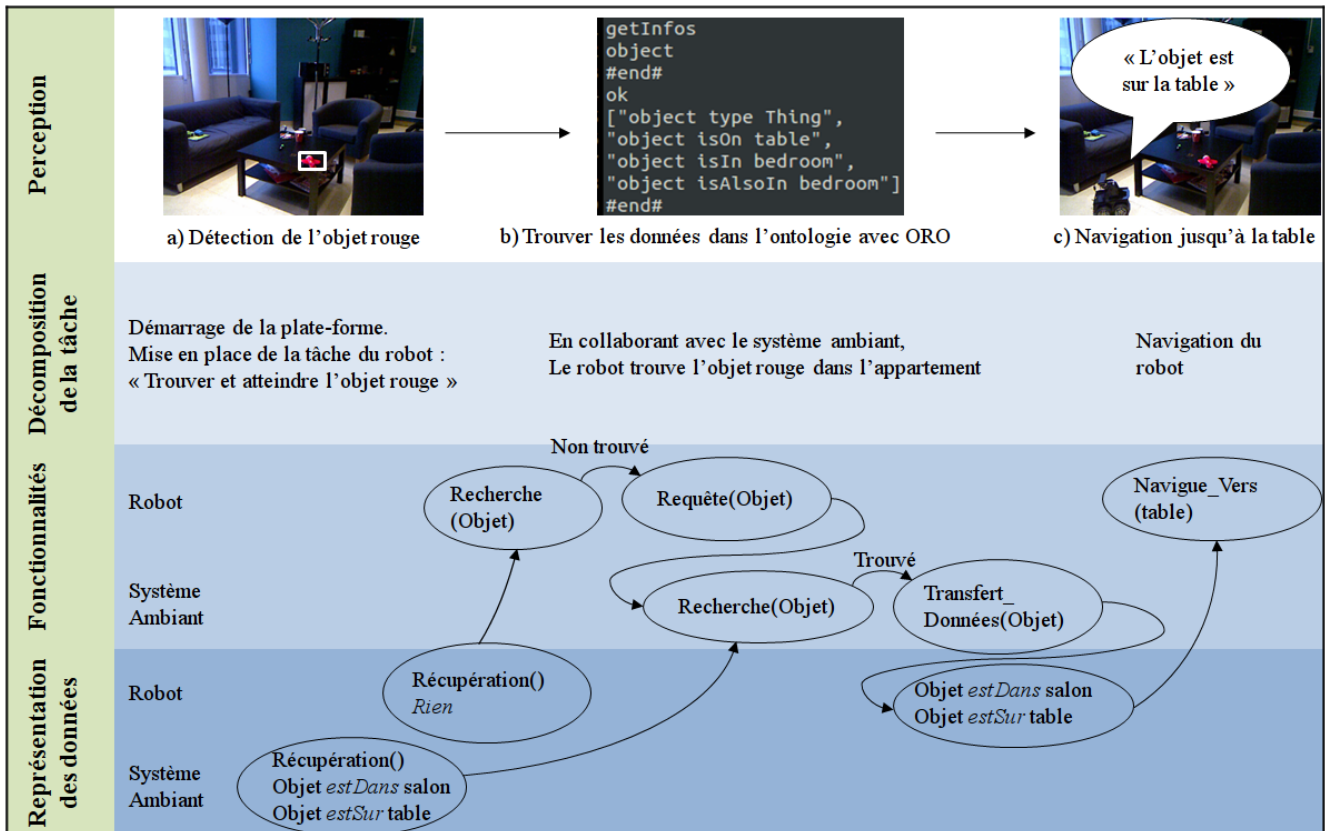 Perception
getInfos
object
#end#
ok
["object type Thing",
"object isOn table",
"object isIn bedroom",
"object isAlsoIn bedroom"]
#end#
« L’objet est
sur la table »
a) Détection de l’objet rouge
b) Trouver les données dans l’ontologie avec ORO
c) Navigation jusqu’à la table
Décomposition
de la tâche
Démarrage de la plate-forme.
Mise en place de la tâche du robot :
« Trouver et atteindre l’objet rouge »
En collaborant avec le système ambiant,
Le robot trouve l’objet rouge dans l’appartement
Navigation du
robot
Fonctionnalités
Robot
Recherche
(Objet)
Non trouvé
Requête(Objet)
Navigue_Vers
(table)
Système
Ambiant
Recherche(Objet)
Trouvé
Transfert_
Données(Objet)
Représentation
des données
Robot
Récupération()
Rien
Objet estDans salon
Objet estSur table
Système
Ambiant
Récupération()
Objet estDans salon
Objet estSur table